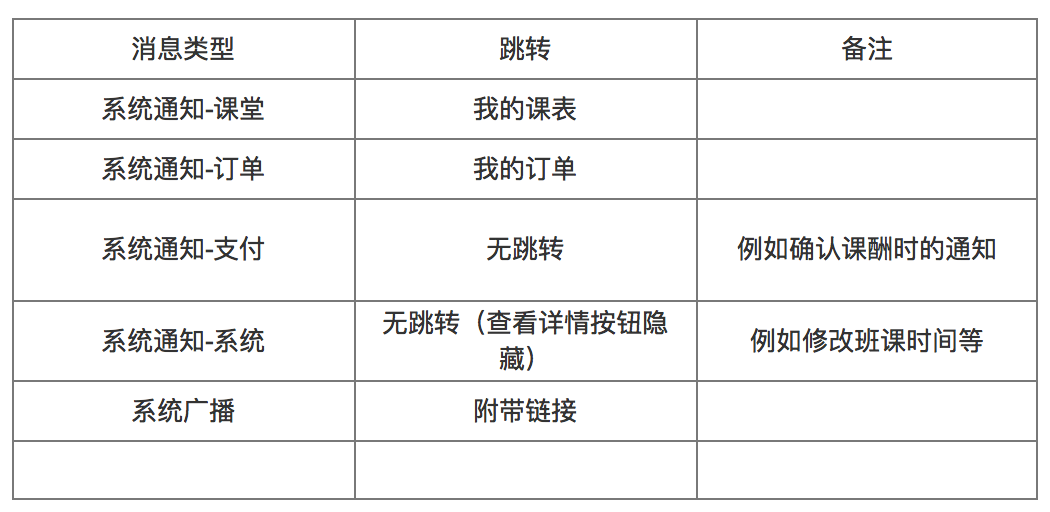 消息类型
跳转
备注
系统通知-课堂
我的课表
系统通知-订单
我的订单
系统通知-支付
无跳转
例如确认课酬时的通知
系统通知-系统
无跳转（查看详情按钮隐
藏）
例如修改班课时间等
系统广播
附带链接